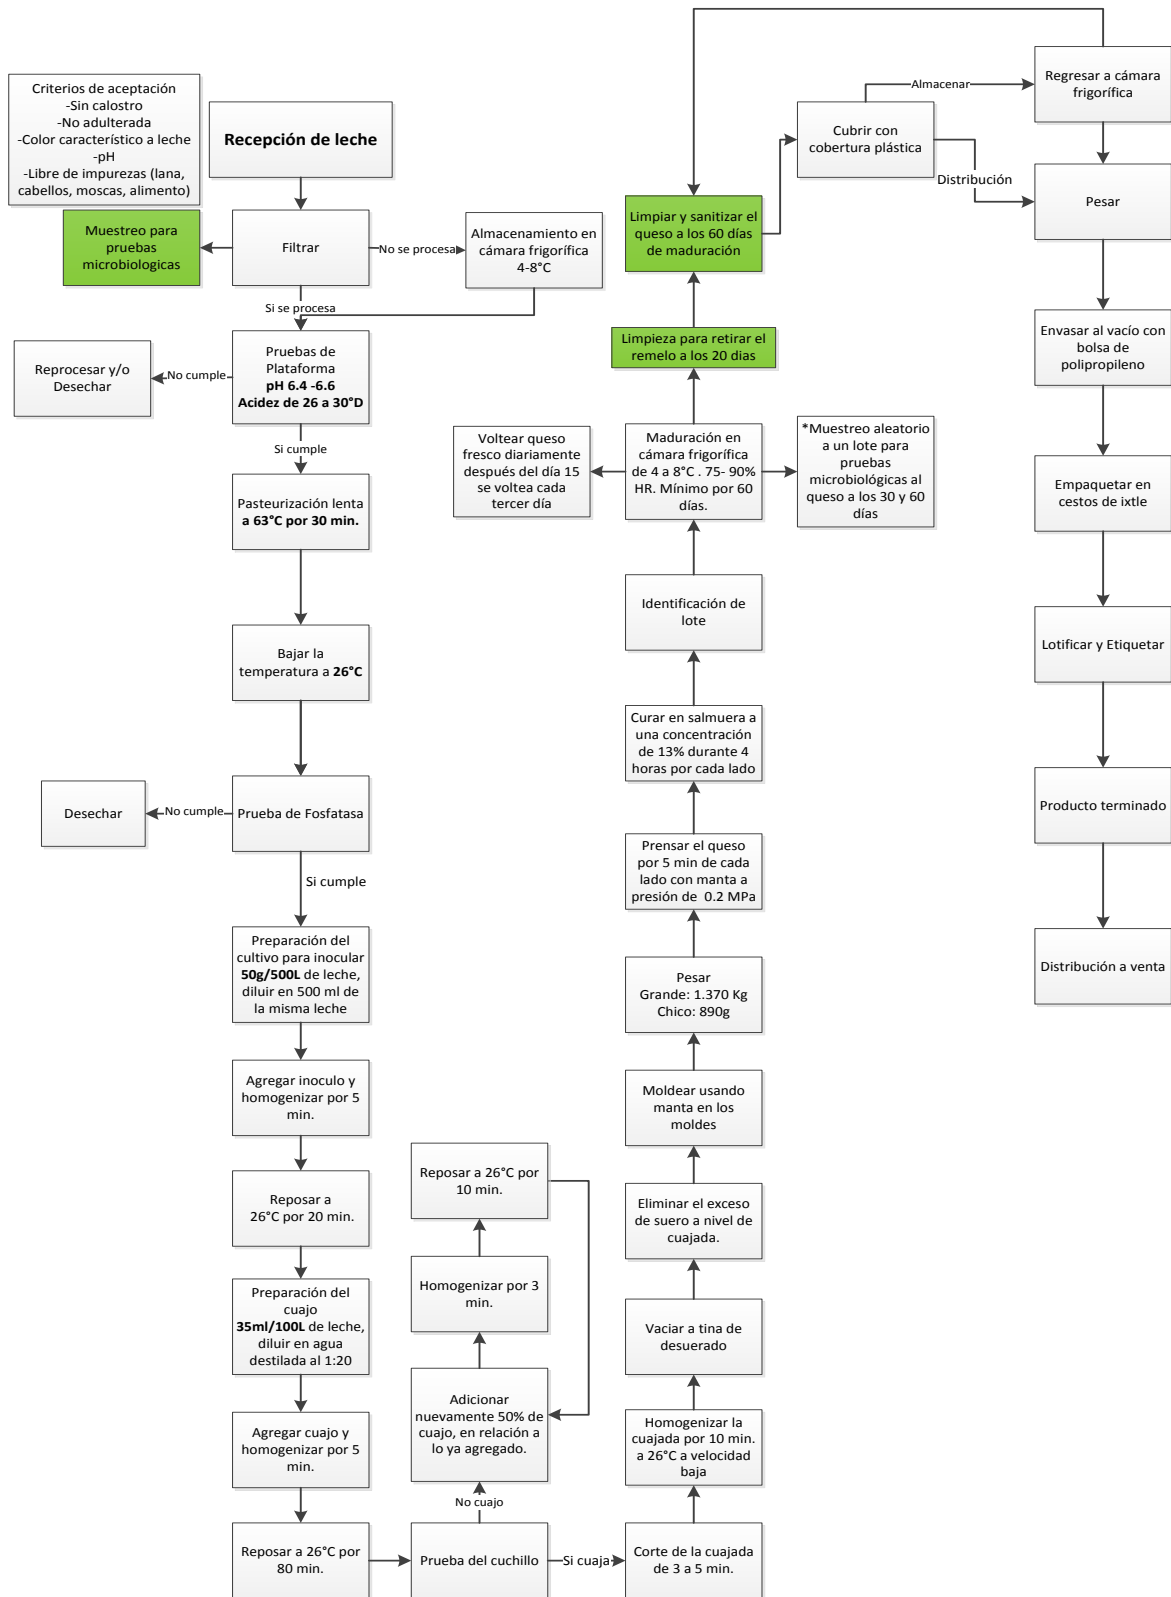 Criterios de aceptación
-Sin calostro
-No adulterada
-Color característico a leche
-pH
-Libre de impurezas (lana,
cabellos, moscas, alimento)
Recepción de leche
Muestreo para
pruebas
microbiologicas
Filtrar
No se procesa
Almacenamiento en
cámara frigorífica
4-8°C
Si se procesa
Reprocesar y/o
Desechar
No cumple
Pruebas de
Plataforma
pH 6.4 -6.6
Acidez de 26 a 30°D
Si cumple
Pasteurización lenta
a 63°C por 30 min.
Bajar la
temperatura a 26°C
Desechar
No cumple
Prueba de Fosfatasa
Si cumple
Preparación del
cultivo para inocular
50g/500L de leche,
diluir en 500 ml de
la misma leche
Agregar inoculo y
homogenizar por 5
min.
Reposar a
26°C por 20 min.
Preparación del
cuajo
35ml/100L de leche,
diluir en agua
destilada al 1:20
Agregar cuajo y
homogenizar por 5
min.
Reposar a 26°C por
80 min.
Prueba del cuchillo
No cuajo
Adicionar
nuevamente 50% de
cuajo, en relación a
lo ya agregado.
Homogenizar por 3
min.
Reposar a 26°C por
10 min.
Si cuaja
Corte de la cuajada
de 3 a 5 min.
Homogenizar la
cuajada por 10 min.
a 26°C a velocidad
baja
Vaciar a tina de
desuerado
Eliminar el exceso
de suero a nivel de
cuajada.
Moldear usando
manta en los
moldes
Pesar
Grande: 1.370 Kg
Chico: 890g
Prensar el queso
por 5 min de cada
lado con manta a
presión de 0.2 MPa
Curar en salmuera a
una concentración
de 13% durante 4
horas por cada lado
Identificación de
lote
Maduración en
cámara frigorífica
de 4 a 8°C . 75- 90%
HR. Mínimo por 60
días.
Voltear queso
fresco diariamente
después del día 15
se voltea cada
tercer día
*Muestreo aleatorio
a un lote para
pruebas
microbiológicas al
queso a los 30 y 60
días
Limpieza para retirar el
remelo a los 20 dias
Limpiar y sanitizar el
queso a los 60 días
de maduración
Cubrir con
cobertura plástica
Almacenar
Distribución
Regresar a cámara
frigorífica
Pesar
Envasar al vacío con
bolsa de
polipropileno
Empaquetar en
cestos de ixtle
Lotificar y Etiquetar
Producto terminado
Distribución a venta